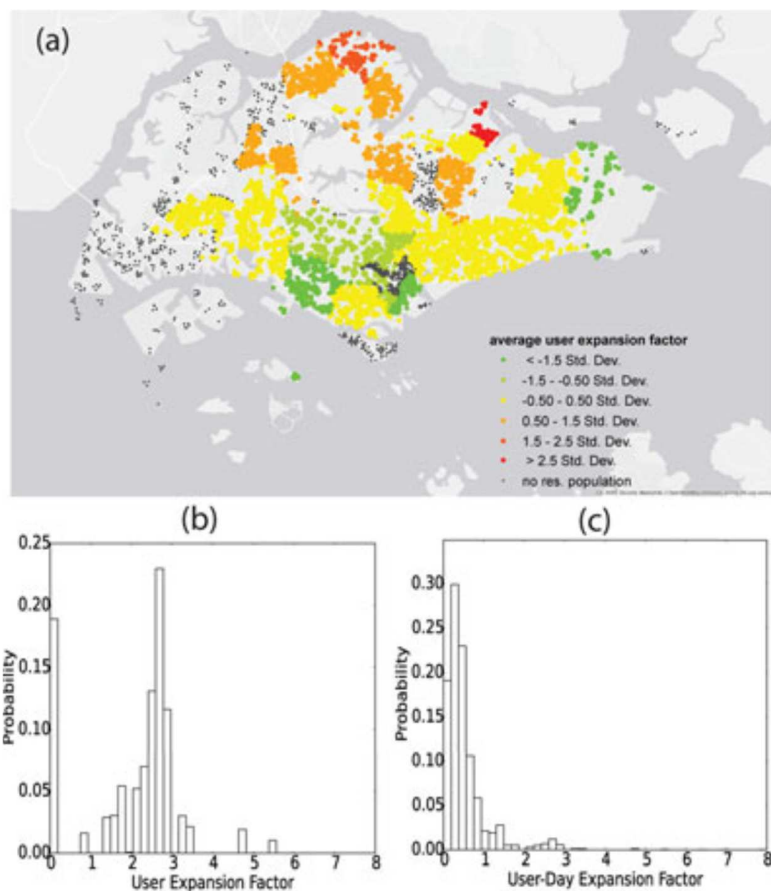 (a)
average user expansion factor
< -1.5 Std. Dev.
-1.5 - -0.50 Std. Dev.
-0.50 - 0.50 Std. Dev.
0.50 - 1.5 Std. Dev.
1.5 - 2.5 Std. Dev.
> 2.5 Std. Dev.
no res. population
(b)
0.25
0.20
0.15
0.10
0.05
0.00
Probability
0 1 2 3 4 5 6 7 8
User Expansion Factor
(c)
0.30
0.25
0.20
0.15
0.10
0.05
0.00
Probability
0 1 2 3 4 5 6 7 8
User-Day Expansion Factor